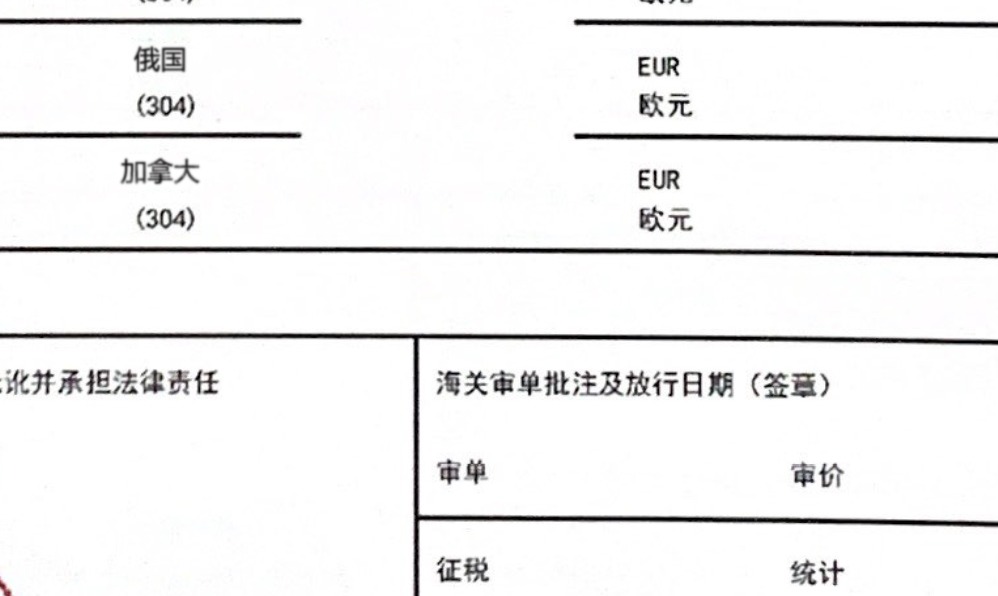 (304)
欧元
俄国
EUR
(304)
欧元
加拿大
EUR
(304)
欧元
讹并承担法律责任
海关审单批注及放行日期（签章）
审单
审价
征税
统计